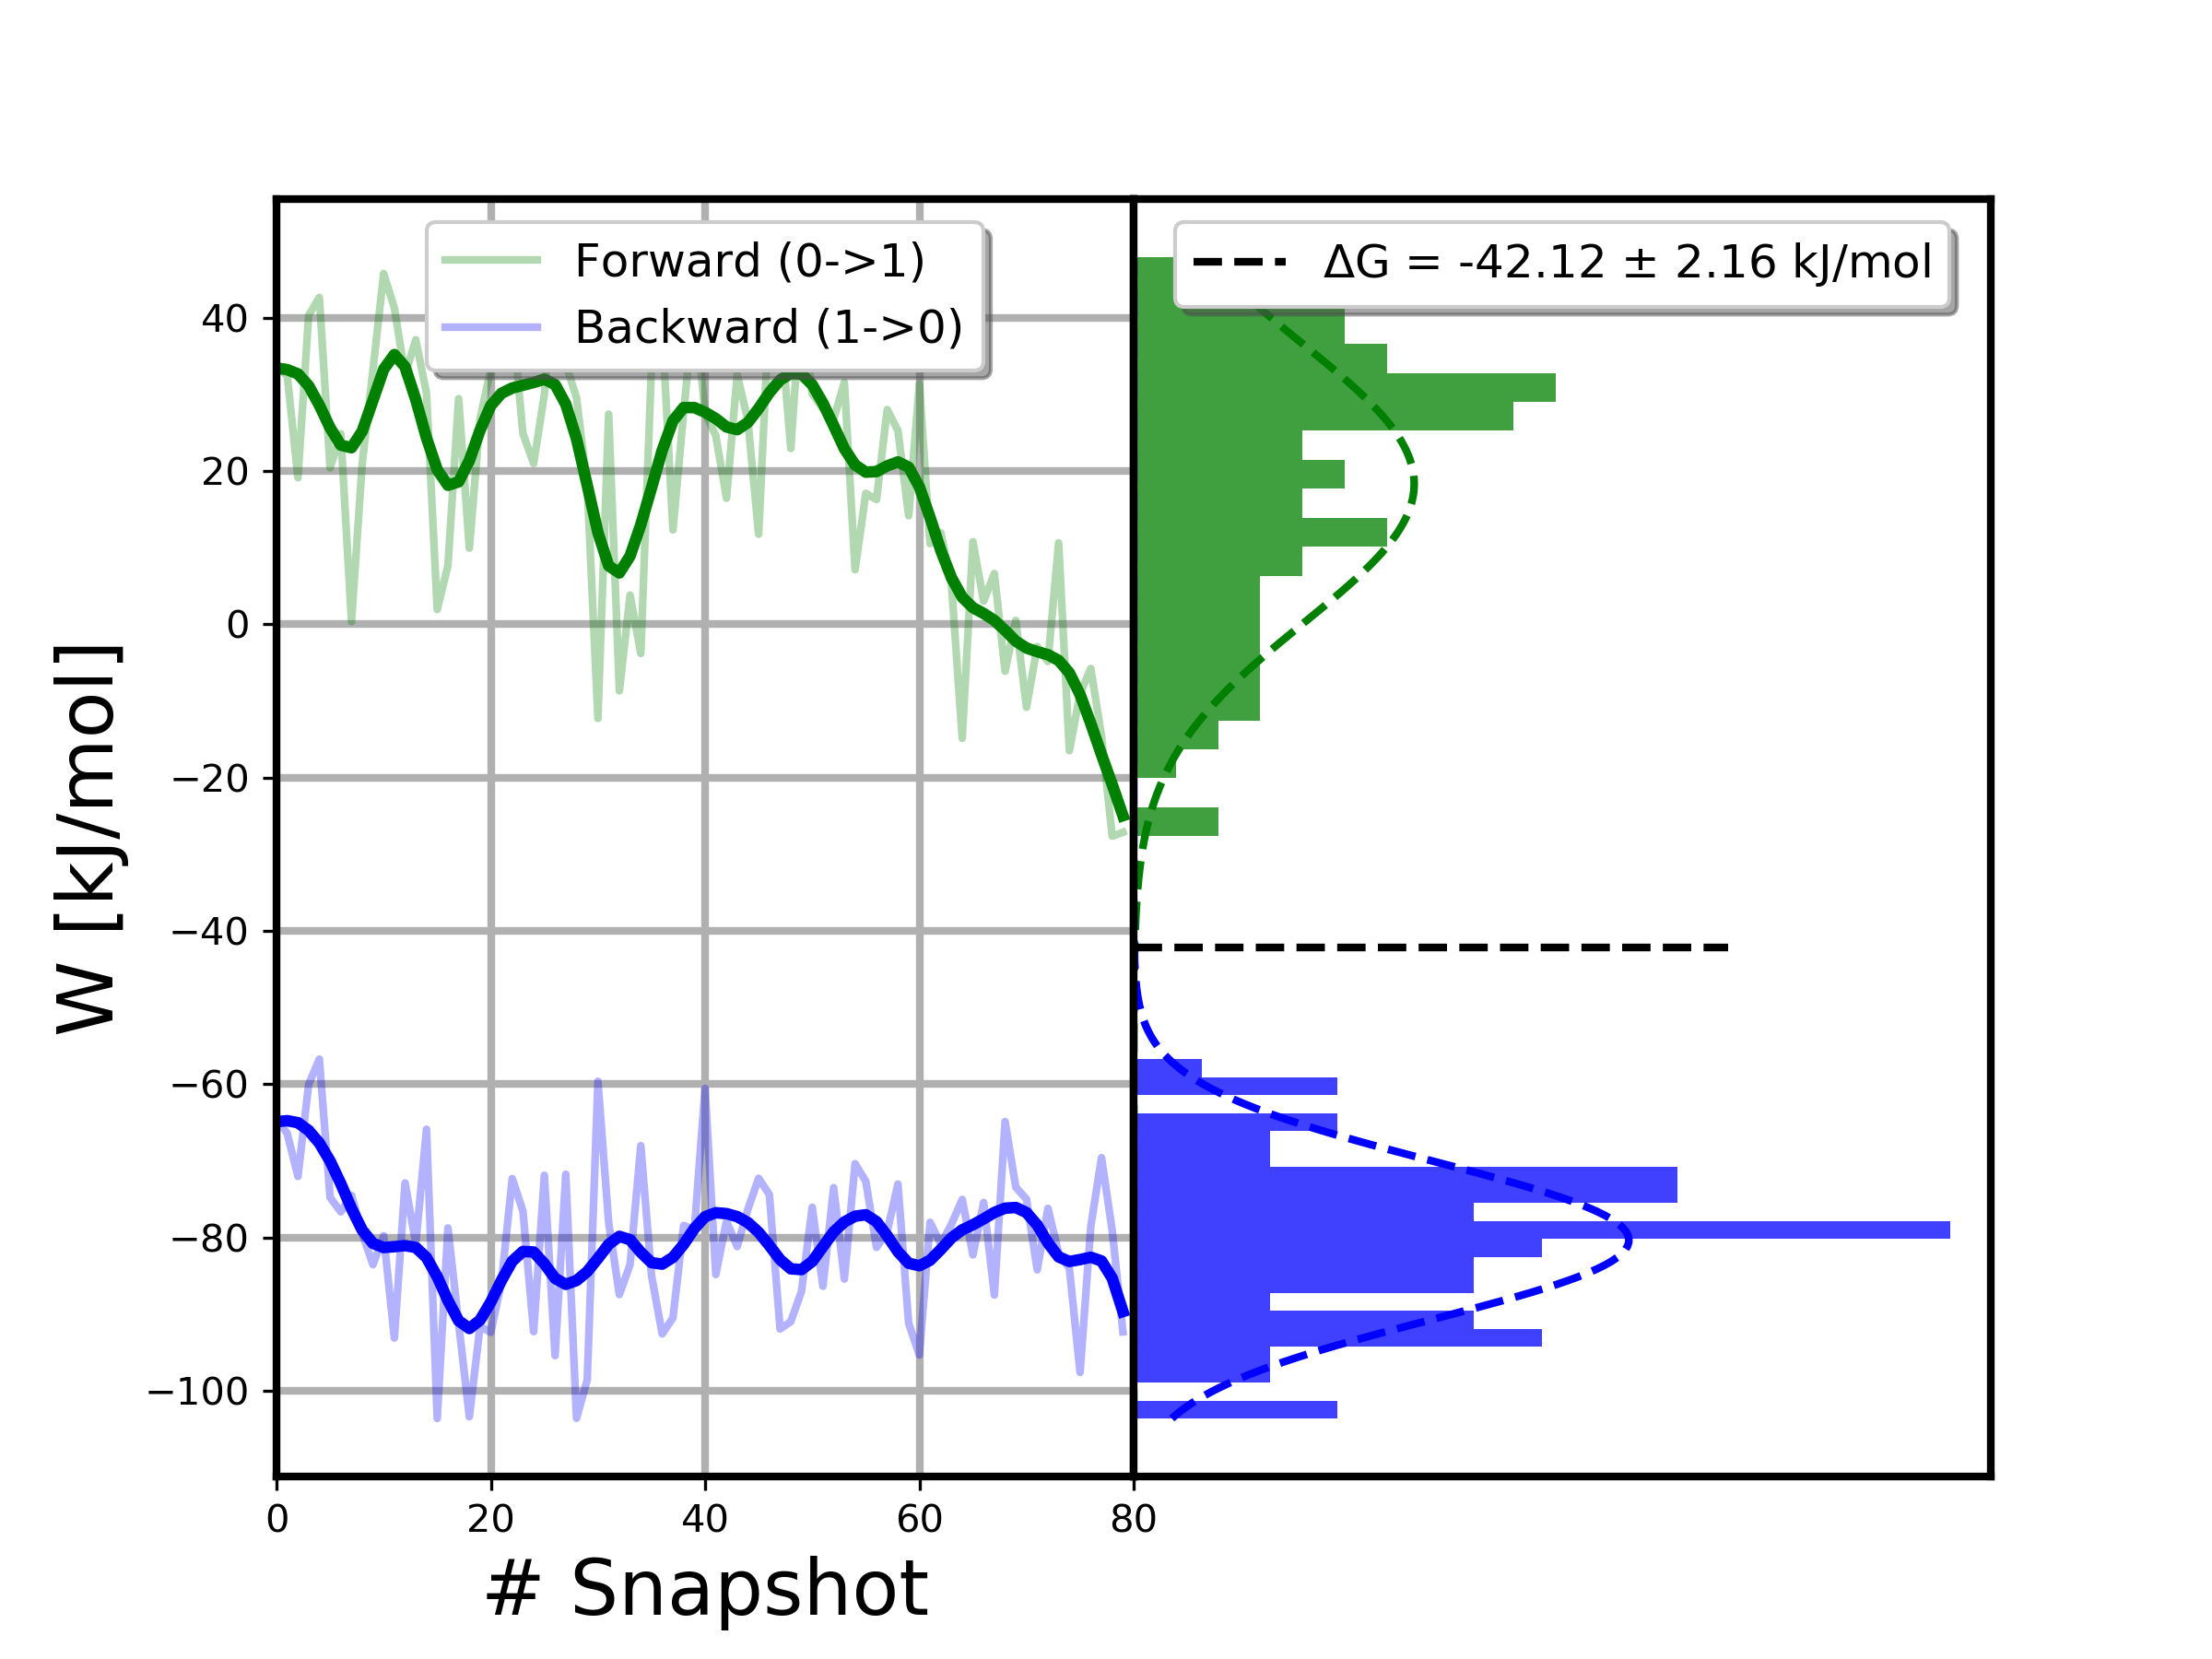 Forward (0->1)
Backward (1->0)
ΔG = -42.12 ± 2.16 kJ/mol
W [kJ/mol]
40
20
0
−20
−40
−60
−80
−100
0 20 40 60 80
# Snapshot